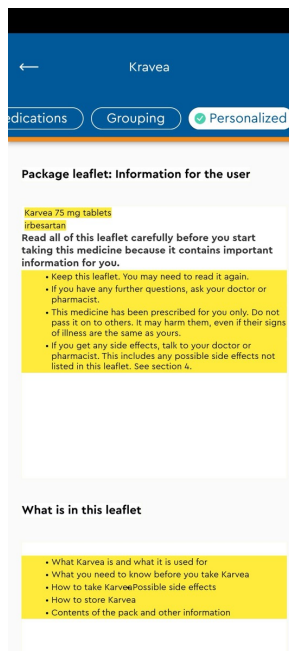 Kravea
edications
Grouping
Personalized
Package leaflet: Information for the user
Karvea 75 mg tablets
irbesartan
Read all of this leaflet carefully before you start
taking this medicine because it contains important
information for you.
• Keep this leaflet. You may need to read it again.
• If you have any further questions, ask your doctor or
pharmacist.
• This medicine has been prescribed for you only. Do not
pass it on to others. It may harm them, even if their signs
of illness are the same as yours.
• If you get any side effects, talk to your doctor or
pharmacist. This includes any possible side effects not
listed in this leaflet. See section 4.
What is in this leaflet
• What Karvea is and what it is used for
• What you need to know before you take Karvea
• How to take Karvea•Possible side effects
• How to store Karvea
• Contents of the pack and other information